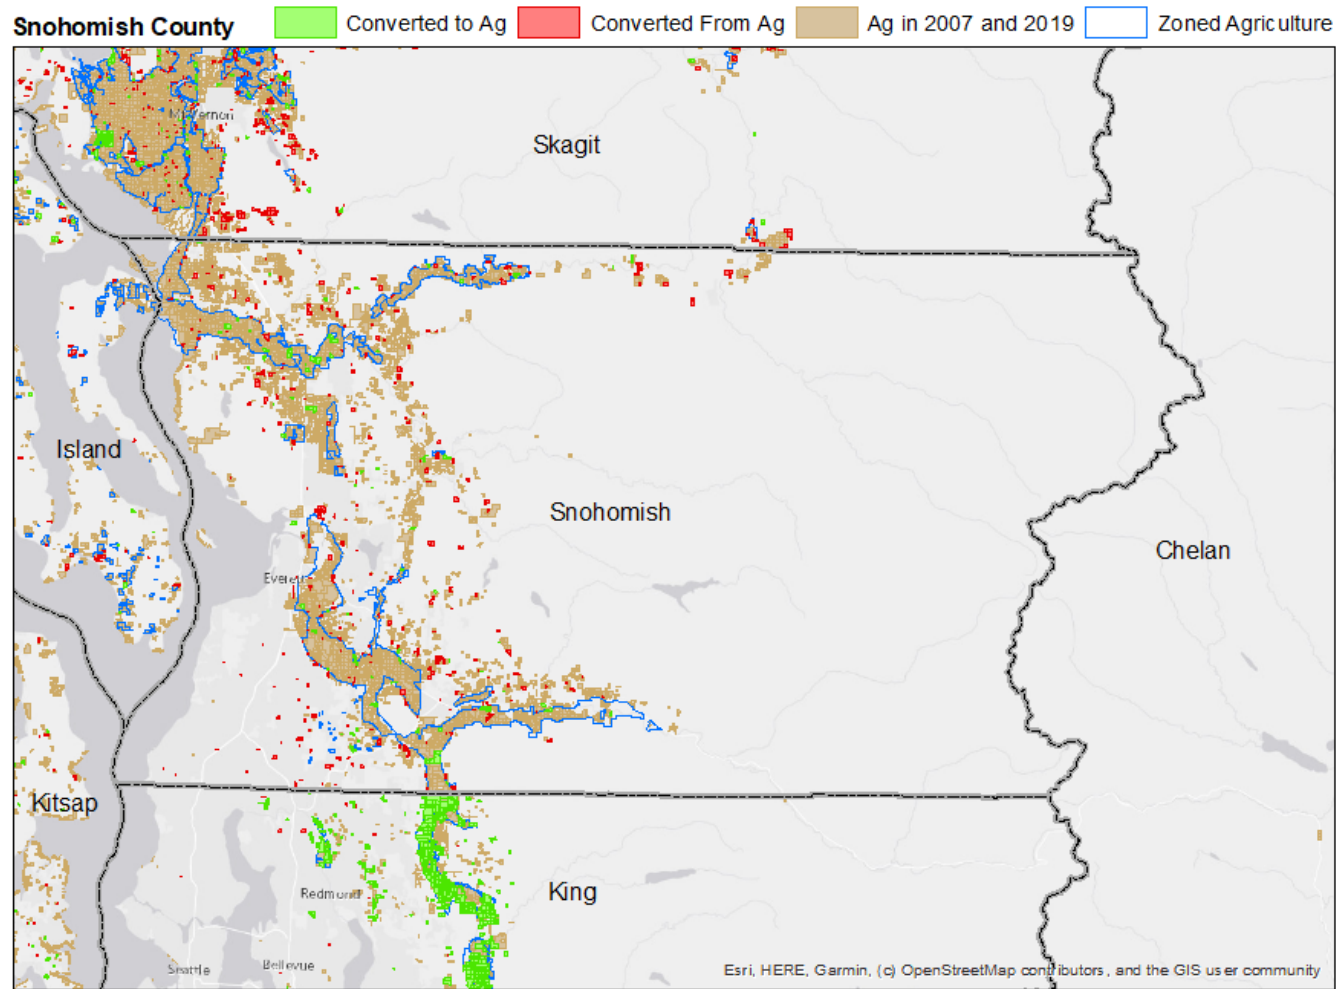 Snohomish County
Converted to Ag
Converted From Ag
Ag in 2007 and 2019
Zoned Agriculture
Skagit
Island
Snohomish
Chelan
Everett
Kitsap
King
Redmond
Seattle
Bellevue
Esri, HERE, Garmin, (c) OpenStreetMap contributors, and the GIS user community